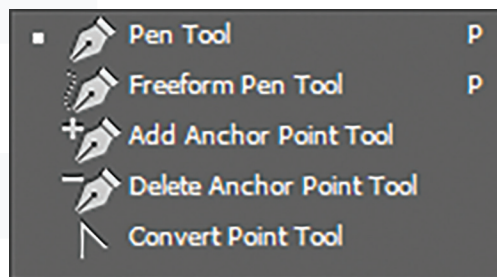 Pen Tool P
Freeform Pen Tool P
Add Anchor Point Tool
Delete Anchor Point Tool
Convert Point Tool